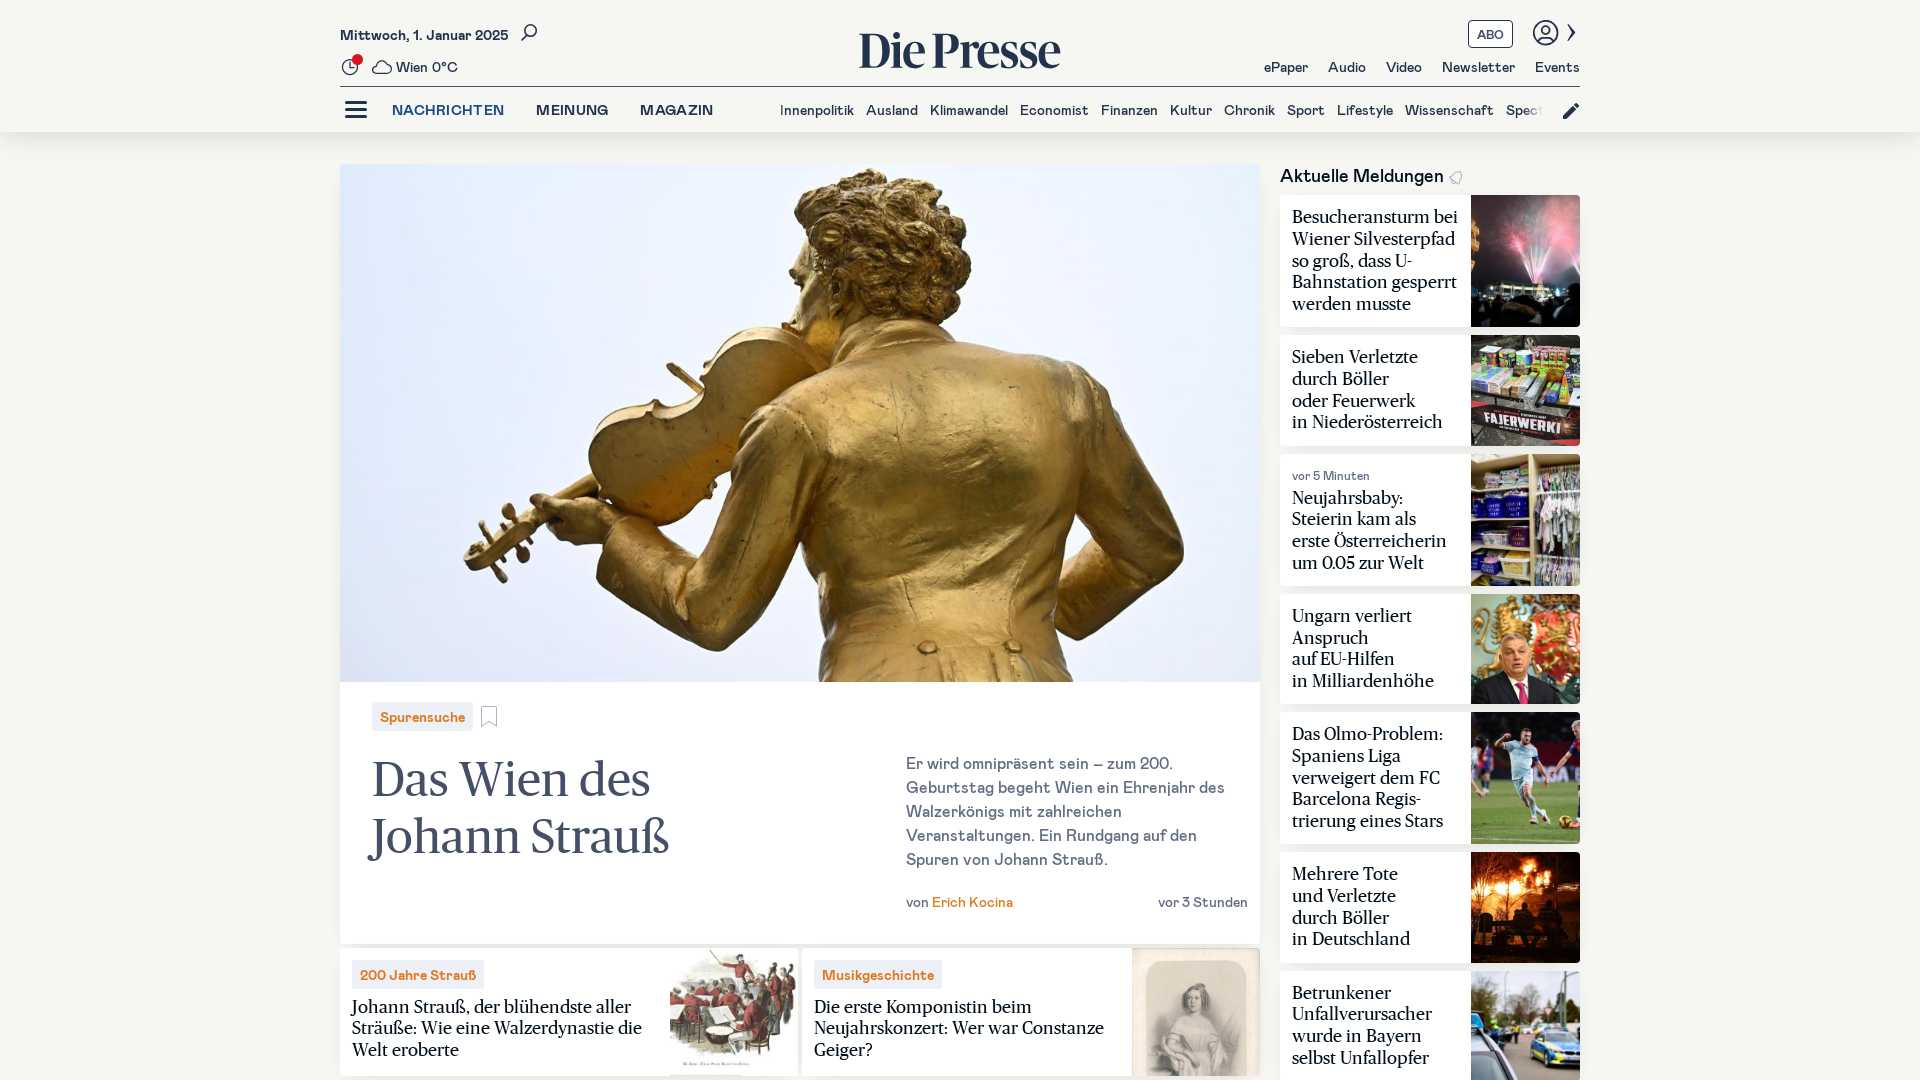 Mittwoch, 1. Januar 2025
Die Presse
ABO
Wien 0°C
ePaper Audio Video Newsletter Events
NACHRICHTEN MEINUNG MAGAZIN
Innenpolitik Ausland Klimawandel Economist Finanzen Kultur Chronik Sport Lifestyle Wissenschaft
Spurensuche
Das Wien des
Johann Strauß
Er wird omnipräsent sein – zum 200.
Geburtstag begeht Wien ein Ehrenjahr des
Walzerkönigs mit zahlreichen
Veranstaltungen. Ein Rundgang auf den
Spuren von Johann Strauß.
von Erich Kocina
vor 3 Stunden
200 Jahre Strauß
Johann Strauß, der blühendste aller
Sträuße: Wie eine Walzerdynastie die
Welt eroberte
Musikgeschichte
Die erste Komponistin beim
Neujahrskonzert: Wer war Constanze
Geiger?
Aktuelle Meldungen
Besucheransturm bei
Wiener Silvesterpfad
so groß, dass U-
Bahnstation gesperrt
werden musste
Sieben Verletzte
durch Böller
oder Feuerwerk
in Niederösterreich
FAJERWERKI
vor 5 Minuten
Neujahrsbaby:
Steierin kam als
erste Österreicherin
um 0.05 zur Welt
Ungarn verliert
Anspruch
auf EU-Hilfen
in Milliardenhöhe
Das Olmo-Problem:
Spaniens Liga
verweigert dem FC
Barcelona Regis-
trierung eines Stars
Mehrere Tote
und Verletzte
durch Böller
in Deutschland
Betrunkener
Unfallverursacher
wurde in Bayern
selbst Unfallopfer